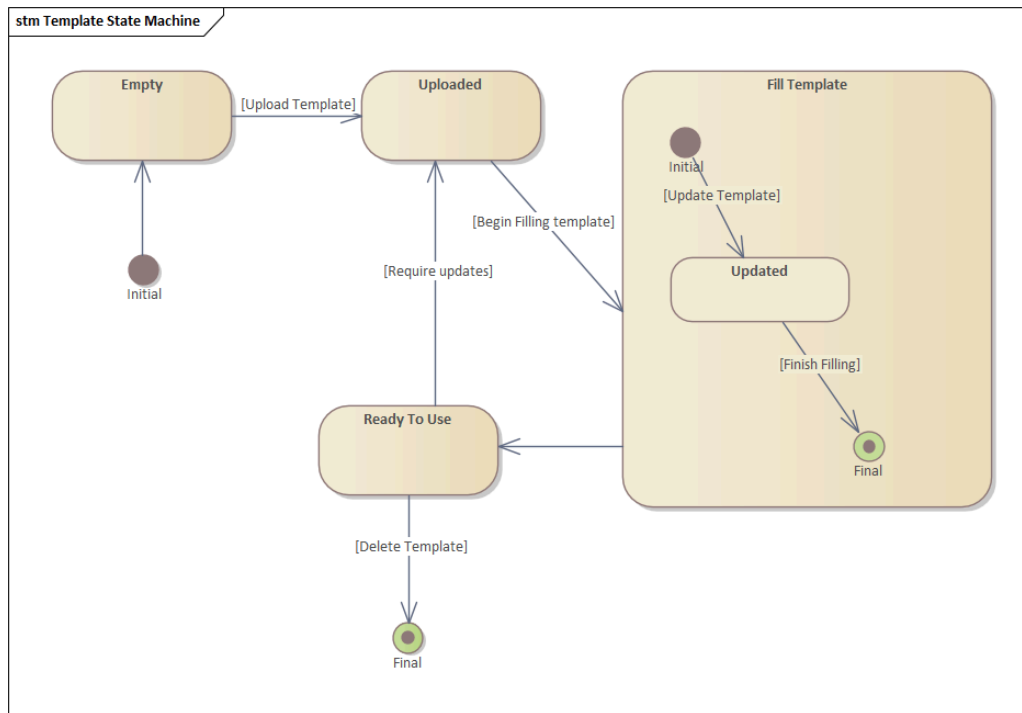 stm Template State Machine
Empty
[Upload Template]
Uploaded
Fill Template
Initial
[Update Template]
[Begin Filling template]
Updated
[Require updates]
Initial
[Finish Filling]
Ready To Use
Final
[Delete Template]
Final